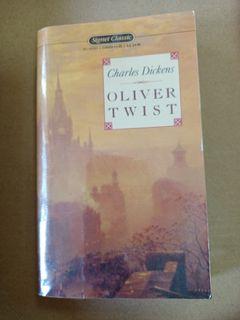 Signet Classic
Charles Dickens
OLIVER
TWIST